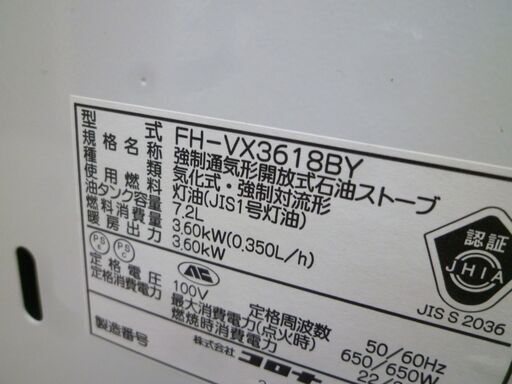 型式 FH-VX3618BY
規格名称 強制通気形開放式石油ストーブ
種類 気化式・強制対流形
使用燃料 灯油(JIS1号灯油)
油タンク容量 7.2L
燃料消費量 3.60kW(0.350L/h)
暖房出力 3.60kW
PSE PSC
定格電圧 100V 定格周波数 50/60Hz
定格消費電力 最大消費電力(点火時) 650/650W
燃焼時消費電力 22/
製造番号 株式会社 コロナ
認証
JHIA
JIS S 2036